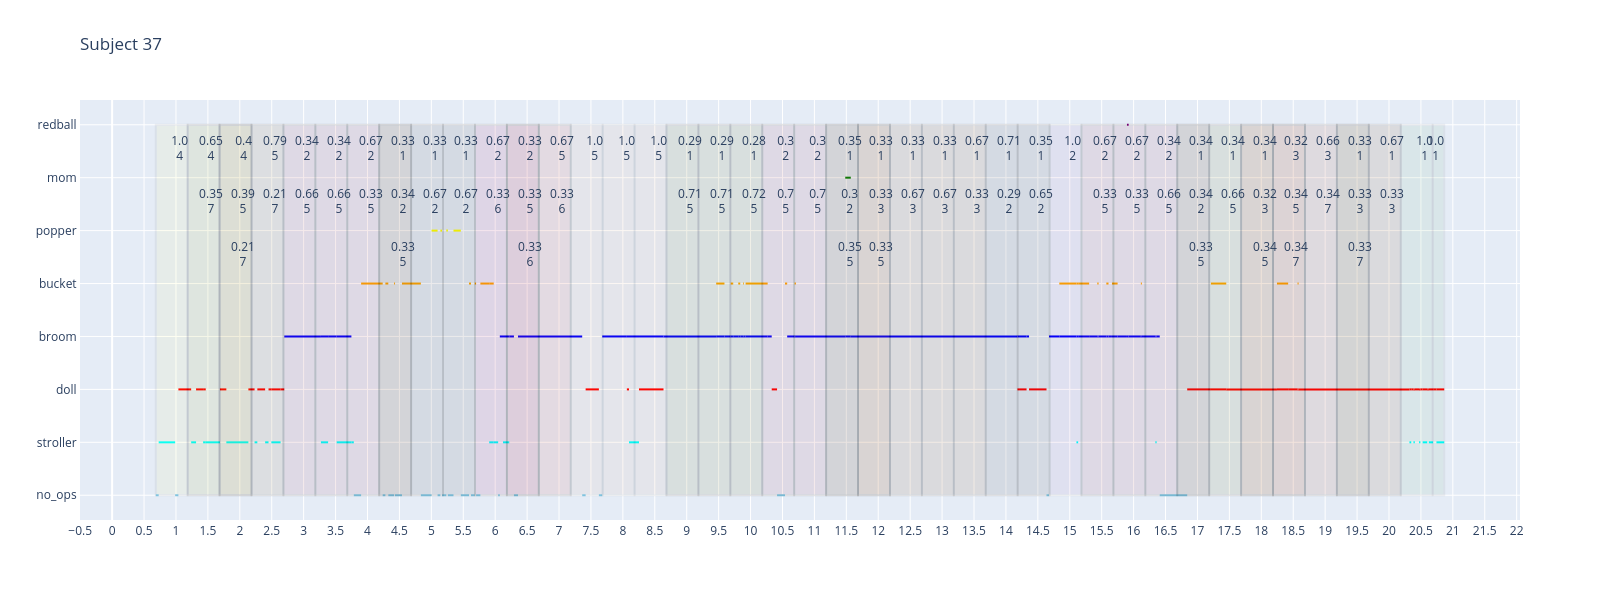 Subject 37
redball
1.0 0.65 0.4 0.79 0.34 0.34 0.67 0.33 0.33 0.33 0.67 0.33 0.67 1.0 1.0 1.0 0.29 0.29 0.28 0.3 0.3 0.35 0.33 0.33 0.33 0.67 0.71 0.35 1.0 0.67 0.67 0.34 0.34 0.34 0.34 0.32 0.66 0.33 0.67 1.0 1.0
4 4 4 5 2 2 2 1 1 1 2 2 5 5 5 5 1 1 1 2 2 1 1 1 1 1 1 1 2 2 2 2 1 1 1 3 3 1 1 1 1
mom
0.35 0.39 0.21 0.66 0.66 0.33 0.34 0.67 0.67 0.33 0.33 0.33 0.71 0.71 0.72 0.7 0.7 0.3 0.33 0.67 0.67 0.33 0.29 0.65 0.33 0.33 0.66 0.34 0.66 0.32 0.34 0.34 0.33 0.33
7 5 7 5 5 5 2 2 2 6 5 6 5 5 5 5 5 2 3 3 3 3 2 2 5 5 5 2 5 3 5 7 3 3
popper
0.21 0.33 0.33 0.35 0.33 0.33 0.34 0.34 0.33
7 5 6 5 5 5 5 7 7
bucket
broom
doll
stroller
no_ops
−0.5 0 0.5 1 1.5 2 2.5 3 3.5 4 4.5 5 5.5 6 6.5 7 7.5 8 8.5 9 9.5 10 10.5 11 11.5 12 12.5 13 13.5 14 14.5 15 15.5 16 16.5 17 17.5 18 18.5 19 19.5 20 20.5 21 21.5 22